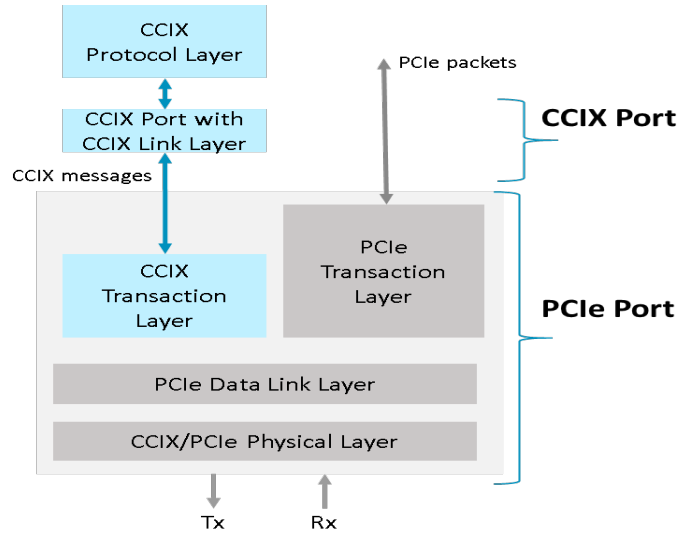 CCIX
Protocol Layer
PCIe packets
CCIX Port with
CCIX Link Layer
CCIX Port
CCIX messages
CCIX
Transaction
Layer
PCIe
Transaction
Layer
PCIe Port
PCIe Data Link Layer
CCIX/PCIe Physical Layer
Tx
Rx